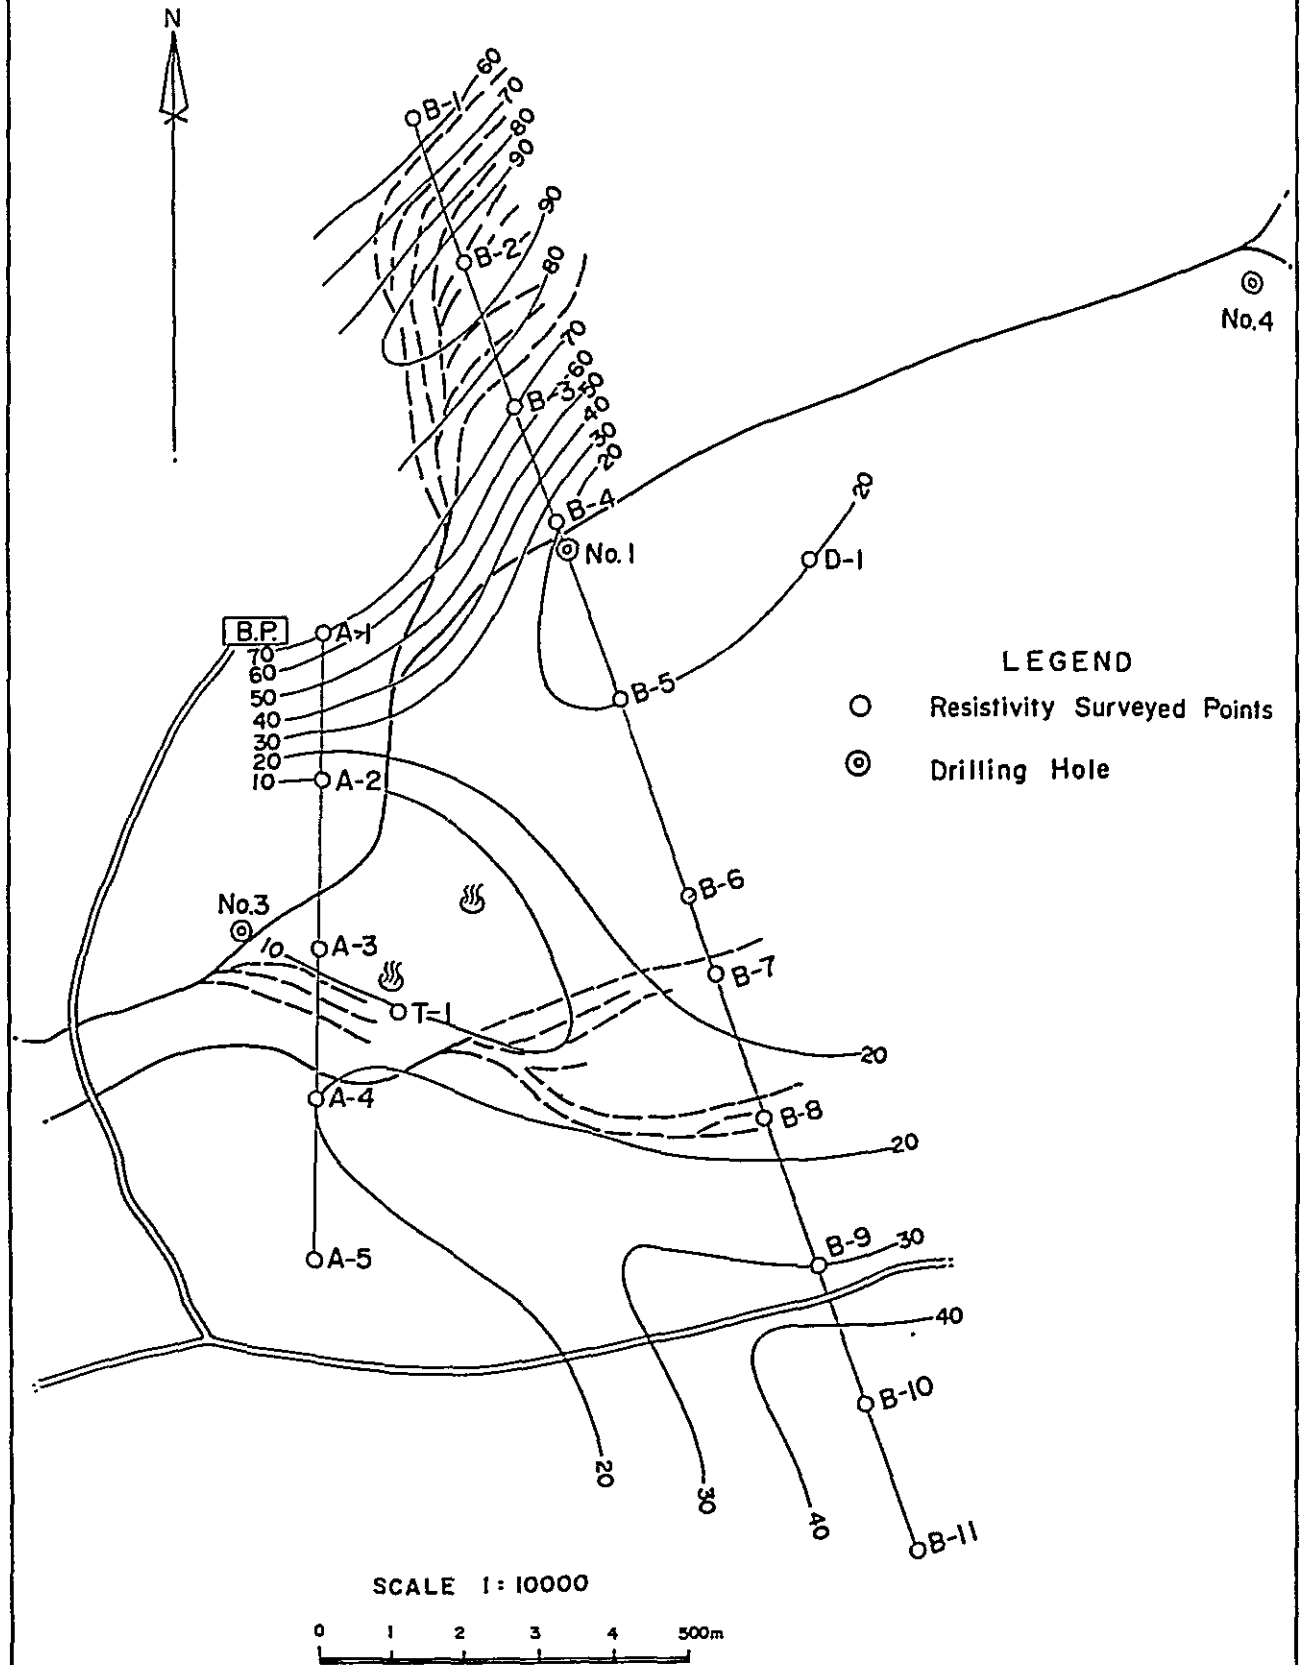 N
60
70
80
90
B-1
90
B-2
80
No.4
70
60
B-3
50
40
30
20
B-4
20
No.1
D-1
B.P.
A-1
70
60
50
40
30
20
10
A-2
B-5
LEGEND
Resistivity Surveyed Points
Drilling Hole
B-6
No.3
10
A-3
B-7
T-1
20
A-4
B-8
20
A-5
B-9
30
40
B-10
20
30
40
B-11
SCALE 1:10000
0 1 2 3 4 500m